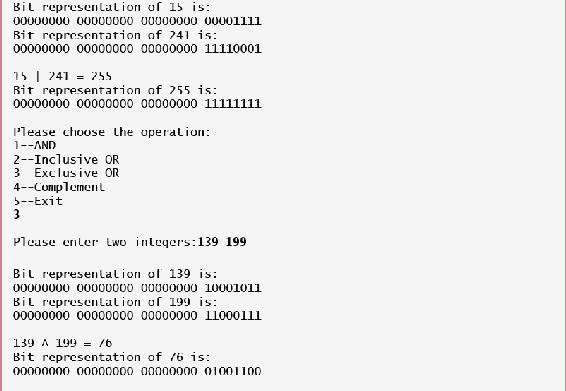 Bit representation of 15 is:
00000000 00000000 00000000 00001111
Bit representation of 241 is:
00000000 00000000 00000000 11110001
15 | 241 = 255
Bit representation of 255 is:
00000000 00000000 00000000 11111111
Please choose the operation:
1--AND
2--Inclusive OR
3--Exclusive OR
4--Complement
5--Exit
3
Please enter two integers:139 199
Bit representation of 139 is:
00000000 00000000 00000000 10001011
Bit representation of 199 is:
00000000 00000000 00000000 11000111
139 ^ 199 = 76
Bit representation of 76 is:
00000000 00000000 00000000 01001100